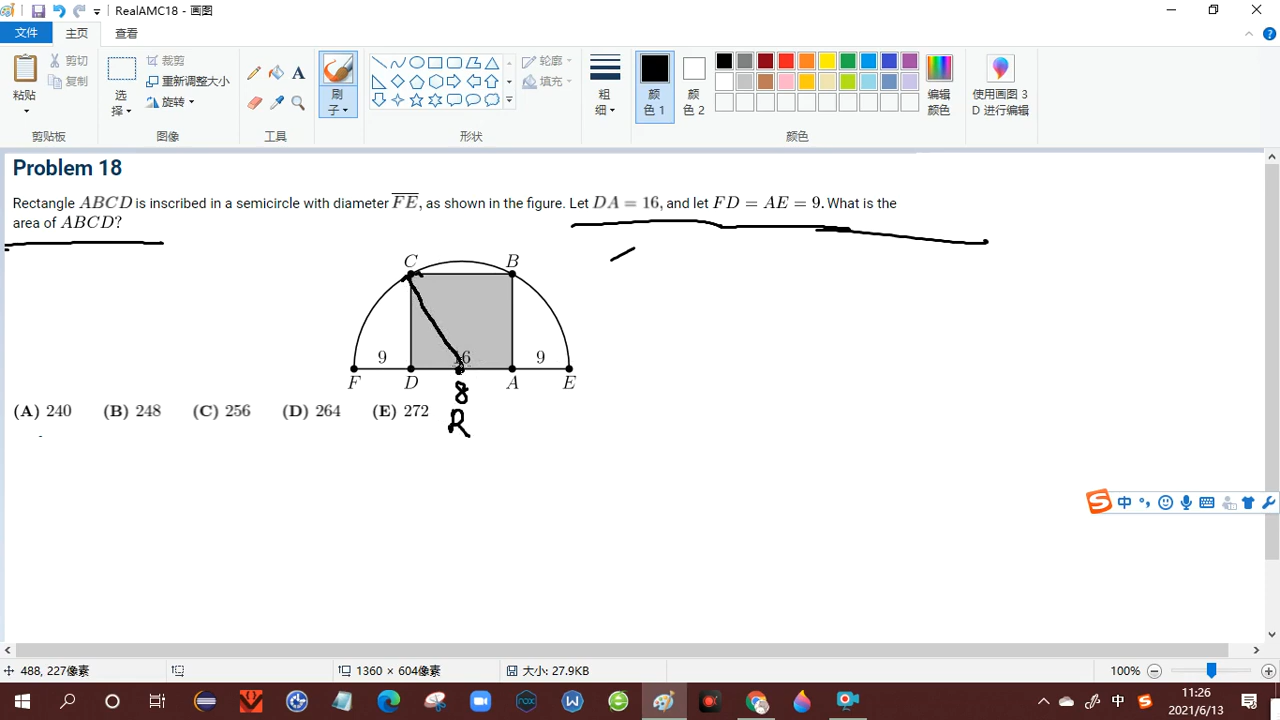 RealAMC18 - 画图
文件 主页 查看
粘贴 剪切 复制 选择 裁剪 重新调整大小 旋转 A 刷子 轮廓 填充 粗细 颜色 1 颜色 2 编辑颜色 使用画图 3D 进行编辑
剪贴板 图像 工具 形状 颜色
Problem 18
Rectangle ABCD is inscribed in a semicircle with diameter FE, as shown in the figure. Let DA = 16, and let FD = AE = 9. What is the
area of ABCD?
C B
9 16 9
F D A E
8
R
(A) 240 (B) 248 (C) 256 (D) 264 (E) 272
中
488, 227像素 1360 × 604像素 大小: 27.9KB 100%
nox W 中 S 11:26
2021/6/13